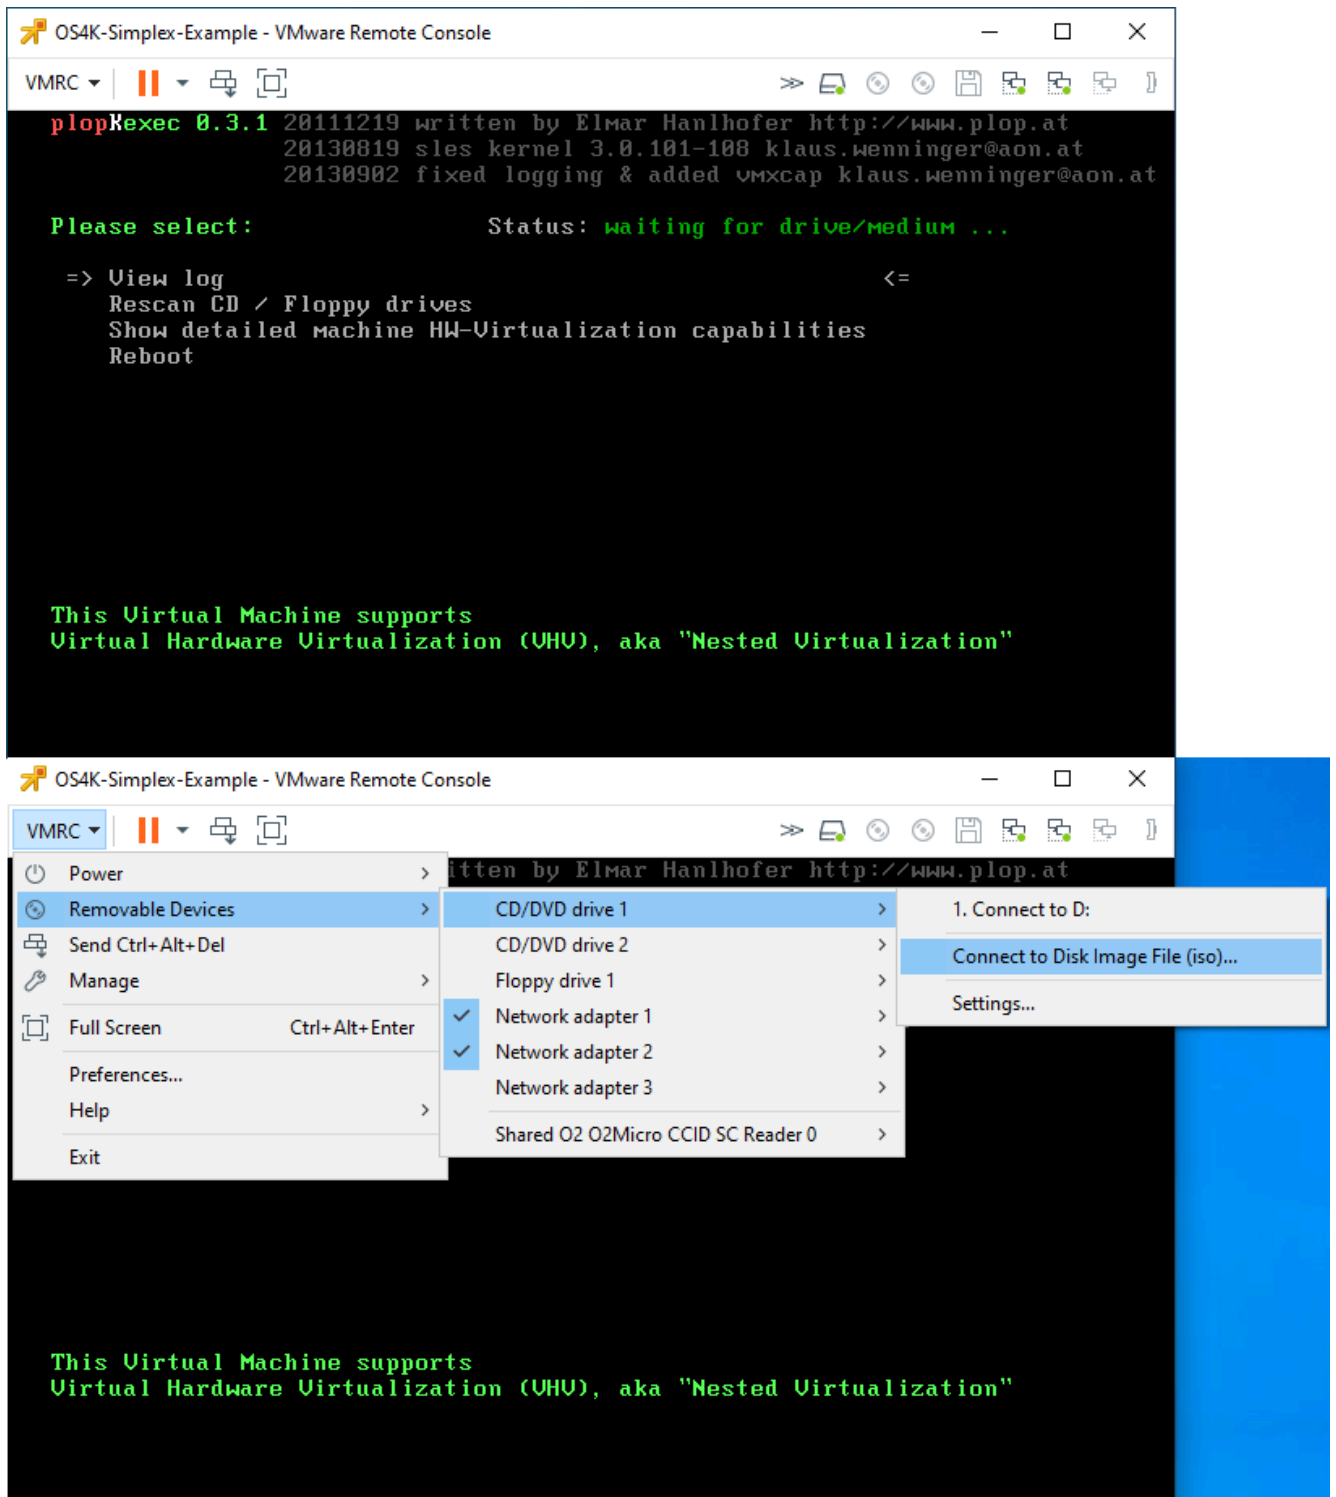 OS4K-Simplex-Example - VMware Remote Console
VMRC
plopKexec 0.3.1 20111219 written by Elmar Hanlhofer http://www.plop.at
20130819 sles kernel 3.0.101-108 klaus.wenninger@aon.at
20130902 fixed logging & added vmxcap klaus.wenninger@aon.at
Please select: Status: waiting for drive/medium ...
=> View log <=
Rescan CD / Floppy drives
Show detailed machine HW-Virtualization capabilities
Reboot
This Virtual Machine supports
Virtual Hardware Virtualization (VHV), aka "Nested Virtualization"
OS4K-Simplex-Example - VMware Remote Console
VMRC
itten by Elmar Hanlhofer http://www.plop.at
Power
Removable Devices
Send Ctrl+Alt+Del
Manage
Full Screen Ctrl+Alt+Enter
Preferences...
Help
Exit
CD/DVD drive 1
CD/DVD drive 2
Floppy drive 1
Network adapter 1
Network adapter 2
Network adapter 3
Shared O2 O2Micro CCID SC Reader 0
1. Connect to D:
Connect to Disk Image File (iso)...
Settings...
This Virtual Machine supports
Virtual Hardware Virtualization (VHV), aka "Nested Virtualization"